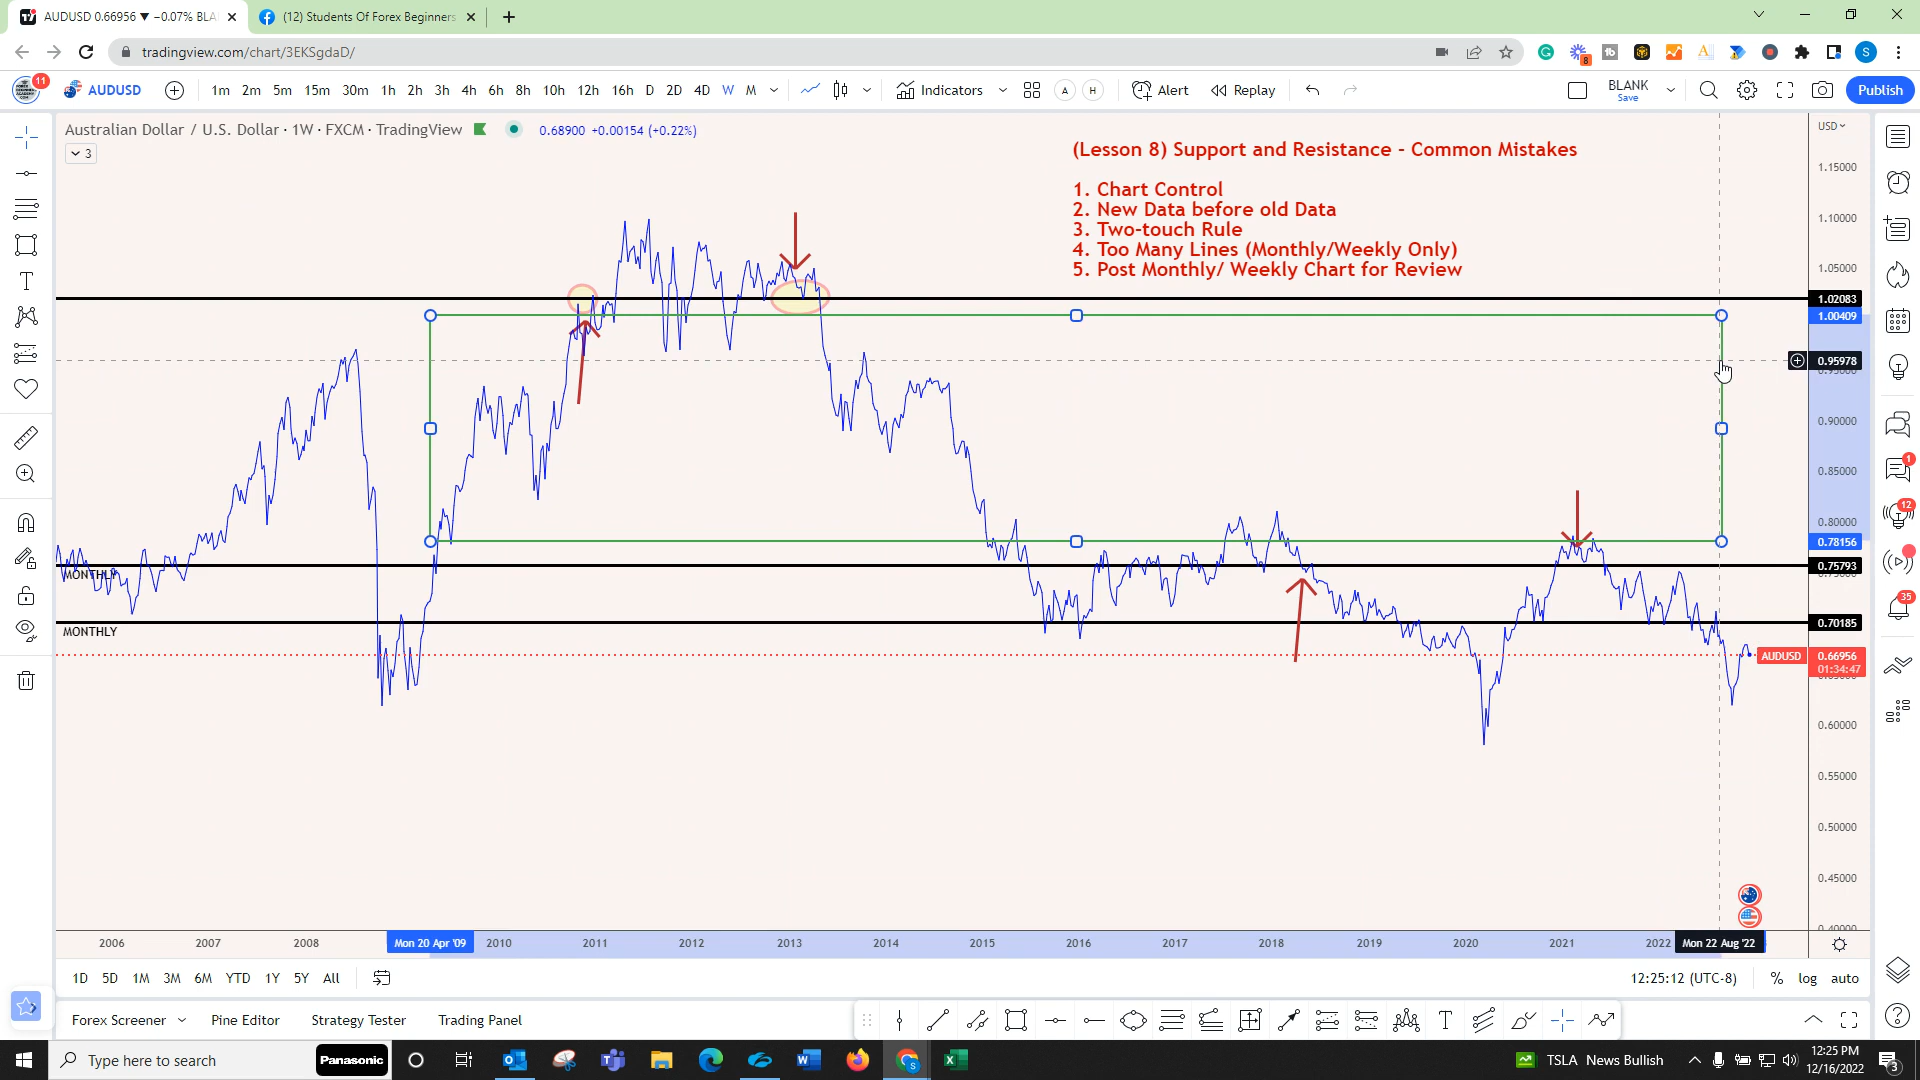 AUDUSD 0.66956 ▼ −0.07% BLA
(12) Students Of Forex Beginners
tradingview.com/chart/3EKSgdaD/
8
11
AUDUSD
1m 2m 5m 15m 30m 1h 2h 3h 4h 6h 8h 10h 12h 16h D 2D 4D W M
Indicators
A
H
Alert
Replay
BLANK
Save
Publish
Australian Dollar / U.S. Dollar · 1W · FXCM · TradingView
0.68900 +0.00154 (+0.22%)
3
(Lesson 8) Support and Resistance - Common Mistakes
1. Chart Control
2. New Data before old Data
3. Two-touch Rule
4. Too Many Lines (Monthly/Weekly Only)
5. Post Monthly/ Weekly Chart for Review
USD
1.15000
1.10000
1.05000
1.02083
1.00409
0.95978
0.90000
0.85000
0.80000
0.78156
0.75793
0.70185
AUDUSD
0.66956
01:34:47
0.60000
0.55000
0.50000
0.45000
0.40000
MONTHLY
MONTHLY
1
12
35
2006 2007 2008 Mon 20 Apr '09 2010 2011 2012 2013 2014 2015 2016 2017 2018 2019 2020 2021 2022 Mon 22 Aug '22
1D 5D 1M 3M 6M YTD 1Y 5Y All
12:25:12 (UTC-8)
% log auto
Forex Screener
Pine Editor
Strategy Tester
Trading Panel
Type here to search
Panasonic
TSLA News Bullish
12:25 PM
12/16/2022
3